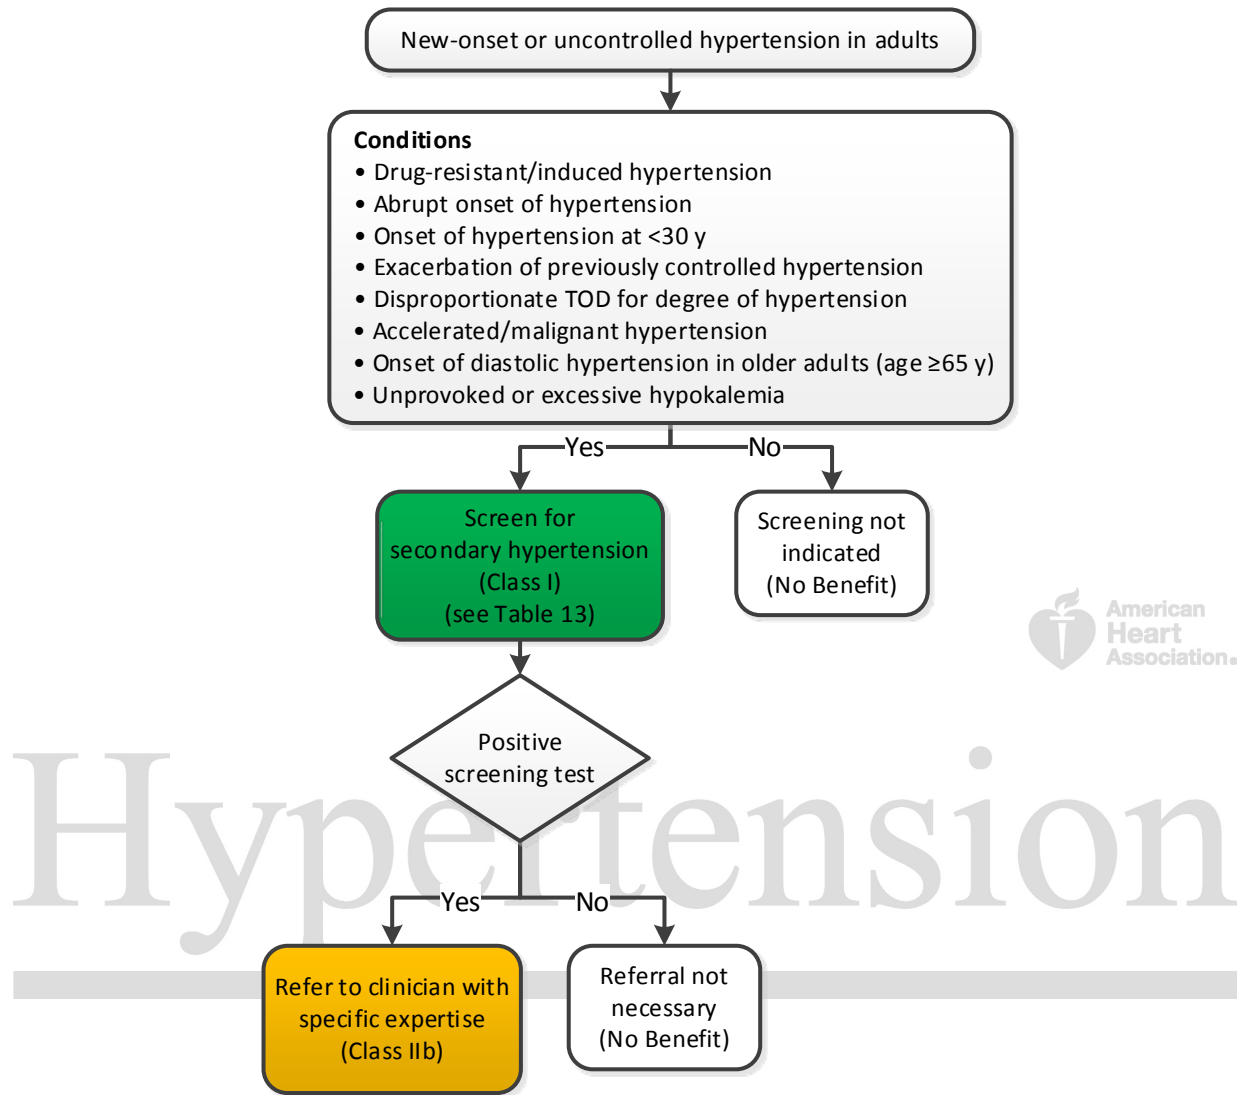 New-onset or uncontrolled hypertension in adults
Conditions
• Drug-resistant/induced hypertension
• Abrupt onset of hypertension
• Onset of hypertension at <30 y
• Exacerbation of previously controlled hypertension
• Disproportionate TOD for degree of hypertension
• Accelerated/malignant hypertension
• Onset of diastolic hypertension in older adults (age ≥65 y)
• Unprovoked or excessive hypokalemia
Yes
No
Screen for
secondary hypertension
(Class I)
(see Table 13)
Screening not
indicated
(No Benefit)
American
Heart
Association®
Positive
screening test
Hypertension
Yes
No
Refer to clinician with
specific expertise
(Class IIb)
Referral not
necessary
(No Benefit)